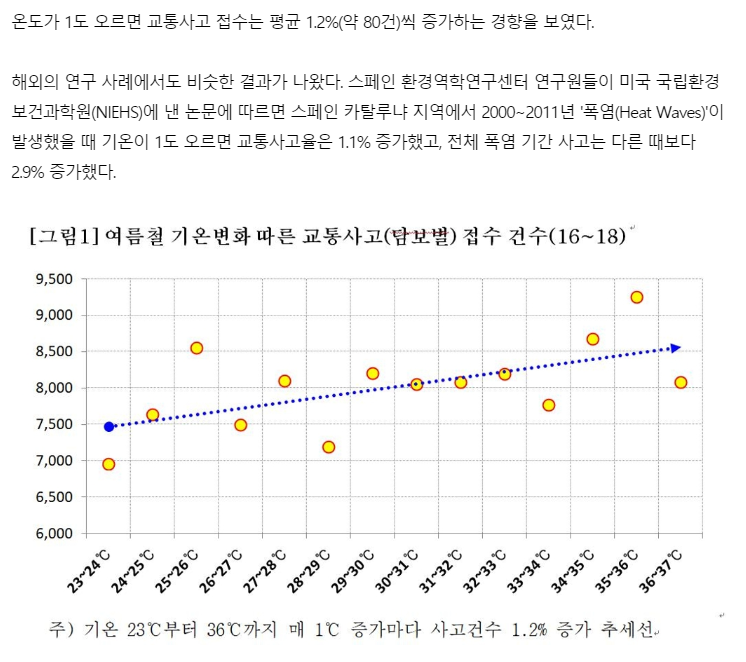 온도가 1도 오르면 교통사고 접수는 평균 1.2%(약 80건)씩 증가하는 경향을 보였다.
해외의 연구 사례에서도 비슷한 결과가 나왔다. 스페인 환경역학연구센터 연구원들이 미국 국립환경
보건과학원(NIEHS)에 낸 논문에 따르면 스페인 카탈루냐 지역에서 2000~2011년 '폭염(Heat Waves)'이
발생했을 때 기온이 1도 오르면 교통사고율은 1.1% 증가했고, 전체 폭염 기간 사고는 다른 때보다
2.9% 증가했다.
[그림1] 여름철 기온변화 따른 교통사고(담보별) 접수 건수(16~18)
9,500
9,000
8,500
8,000
7,500
7,000
6,500
6,000
23~24℃ 24~25℃ 25~26℃ 26~27℃ 27~28℃ 28~29℃ 29~30℃ 30~31℃ 31~32℃ 32~33℃ 33~34℃ 34~35℃ 35~36℃ 36~37℃
주) 기온 23℃부터 36℃까지 매 1℃ 증가마다 사고건수 1.2% 증가 추세선.